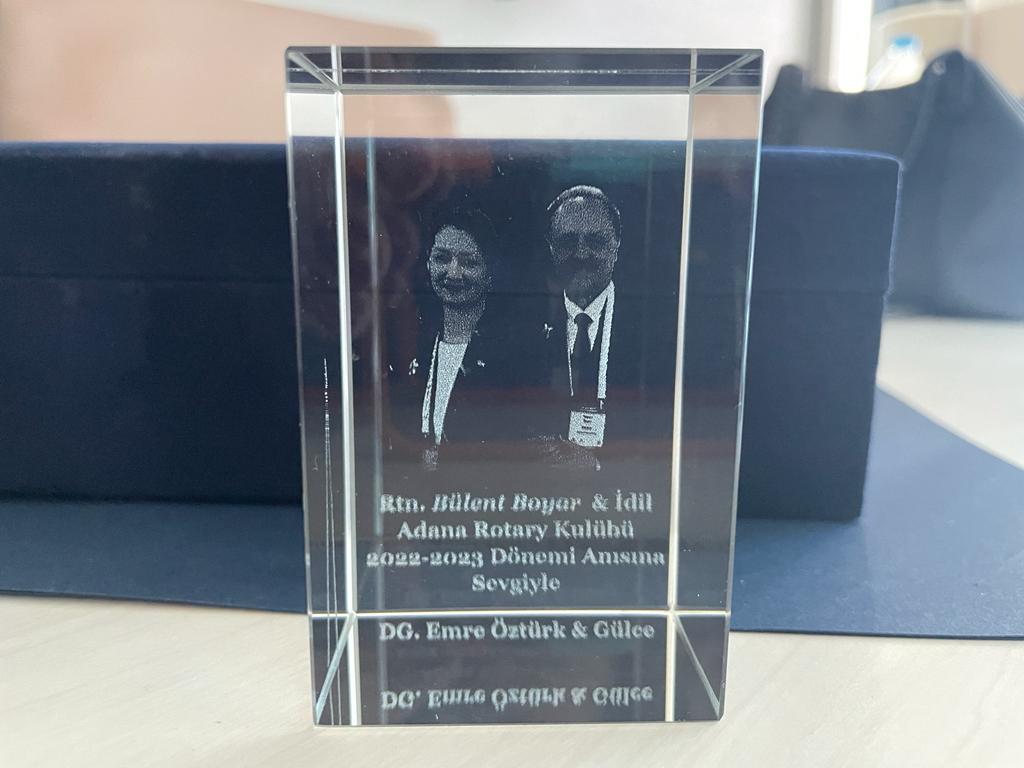 Rtn. Bülent Boyar & İdil
Adana Rotary Kulübü
2022-2023 Dönemi Anısına
Sevgiyle
DG. Emre Öztürk & Gülce